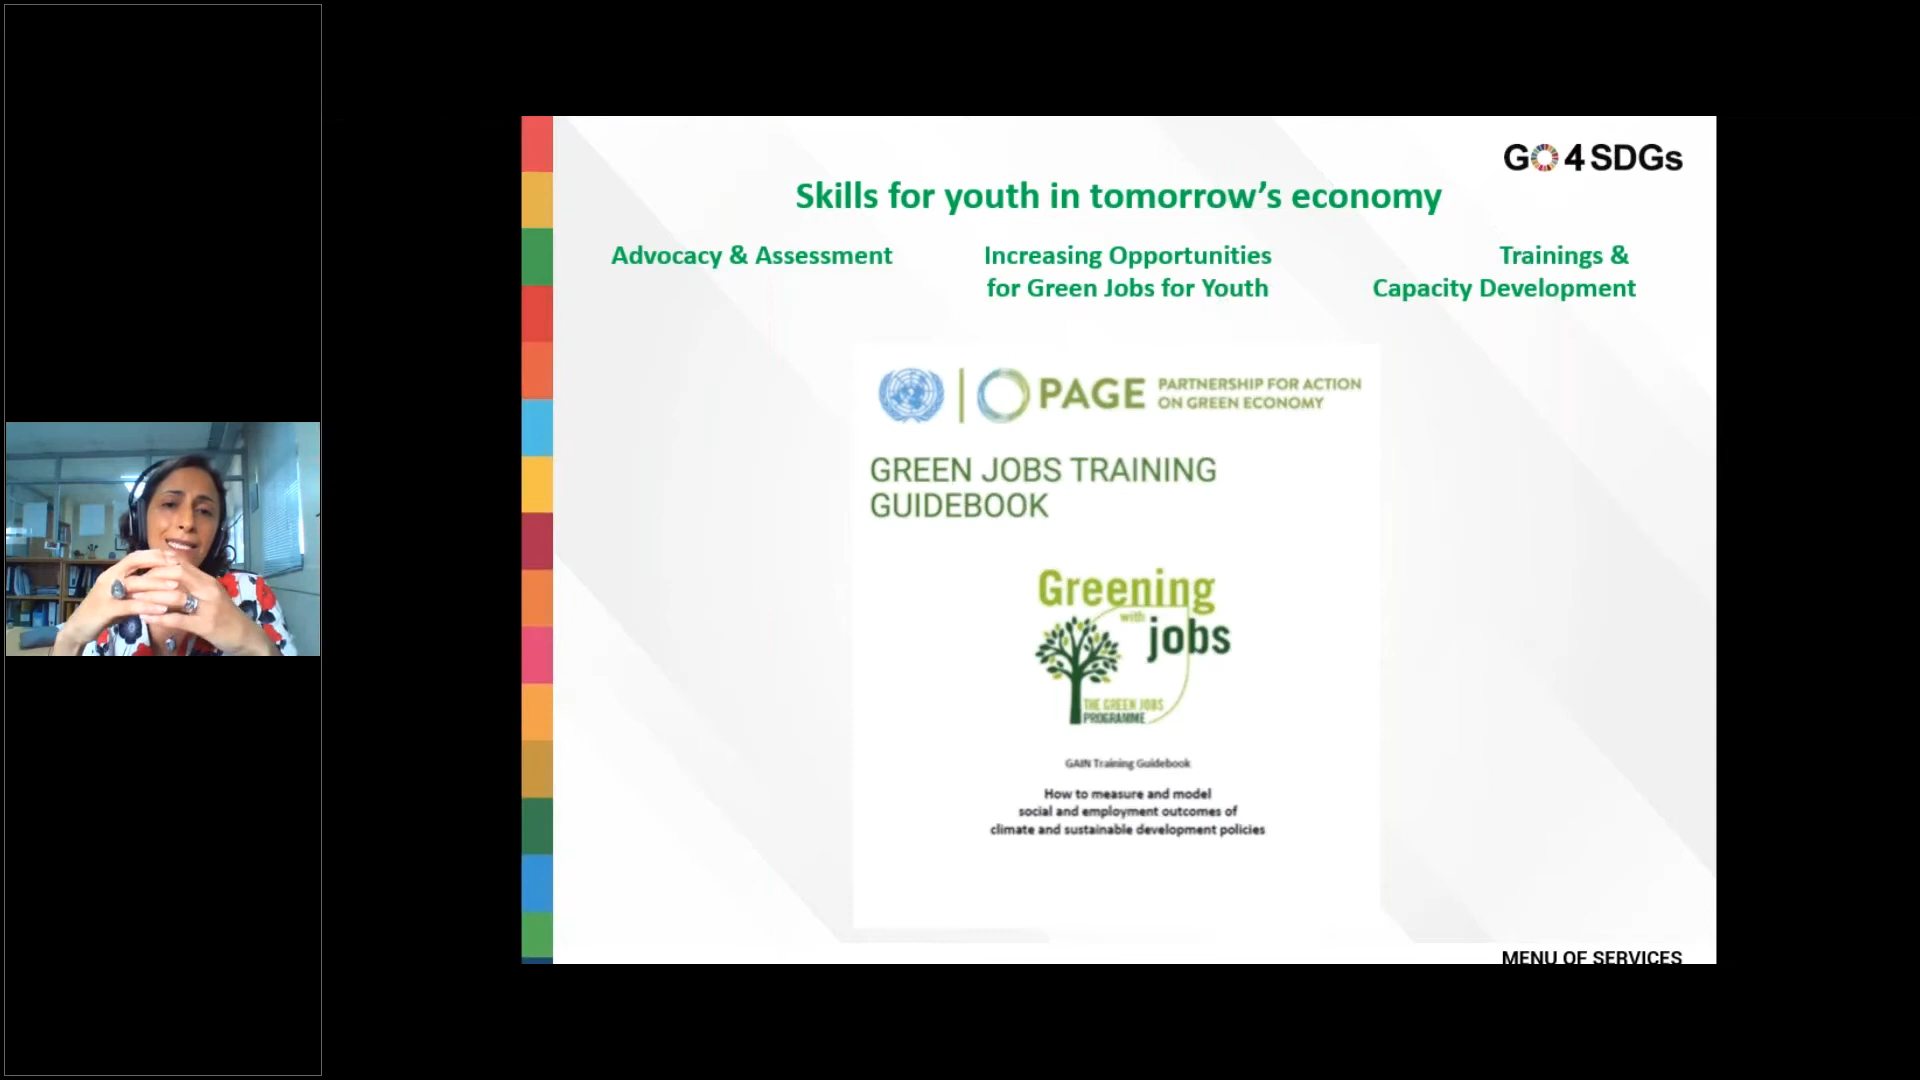 GO4SDGs
Skills for youth in tomorrow’s economy
Advocacy & Assessment
Increasing Opportunities
for Green Jobs for Youth
Trainings &
Capacity Development
PAGE
PARTNERSHIP FOR ACTION
ON GREEN ECONOMY
GREEN JOBS TRAINING
GUIDEBOOK
Greening
with
jobs
THE GREEN JOBS
PROGRAMME
GAIN Training Guidebook
How to measure and model
social and employment outcomes of
climate and sustainable development policies
MENU OF SERVICES